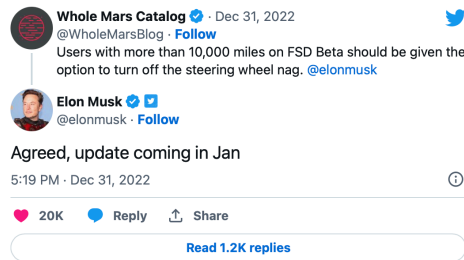 Whole Mars Catalog · Dec 31, 2022
@WholeMarsBlog · Follow
Users with more than 10,000 miles on FSD Beta should be given the
option to turn off the steering wheel nag. @elonmusk
Elon Musk
@elonmusk · Follow
Agreed, update coming in Jan
5:19 PM · Dec 31, 2022
20K Reply Share
Read 1.2K replies